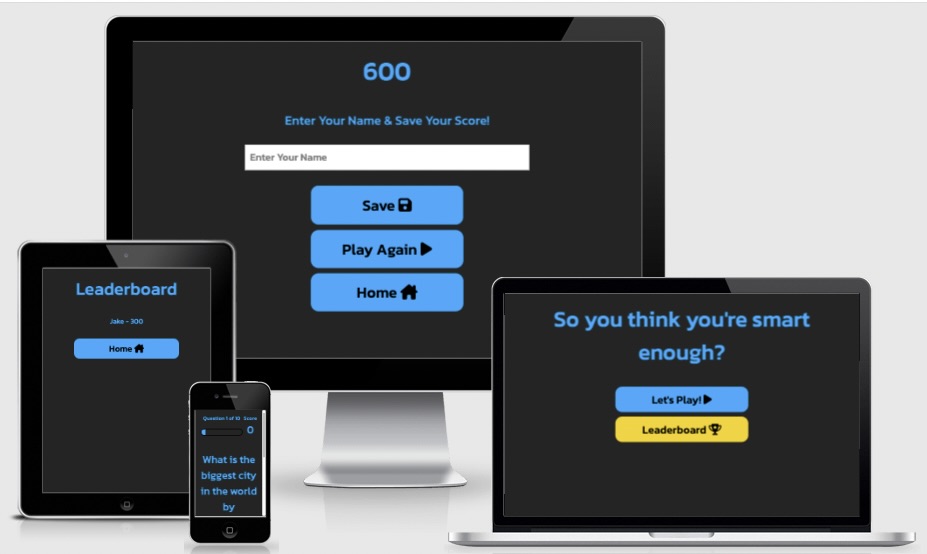 600
Enter Your Name & Save Your Score!
Enter Your Name
Save
Play Again
Home
Leaderboard
Jake - 300
Home
Question 1 of 10 Score
0
What is the
biggest city
in the world
by
So you think you're smart
enough?
Let's Play!
Leaderboard